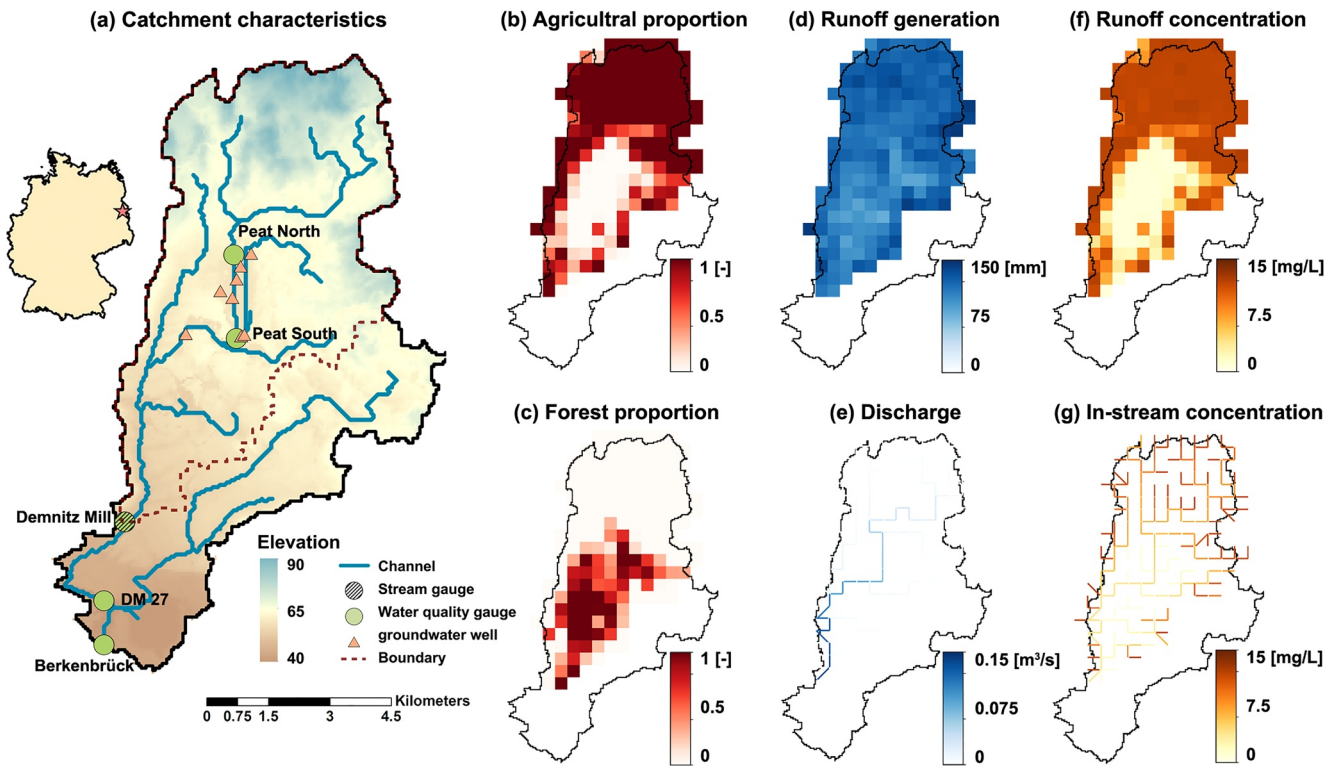 (a) Catchment characteristics
Peat North
Peat South
Demnitz Mill
DM 27
Berkenbrück
Elevation
90
65
40
Channel
Stream gauge
Water quality gauge
groundwater well
Boundary
Kilometers
0 0.75 1.5 3 4.5
(b) Agricultral proportion
1 [-]
0.5
0
(d) Runoff generation
150 [mm]
75
0
(f) Runoff concentration
15 [mg/L]
7.5
0
(c) Forest proportion
1 [-]
0.5
0
(e) Discharge
0.15 [m³/s]
0.075
0
(g) In-stream concentration
15 [mg/L]
7.5
0